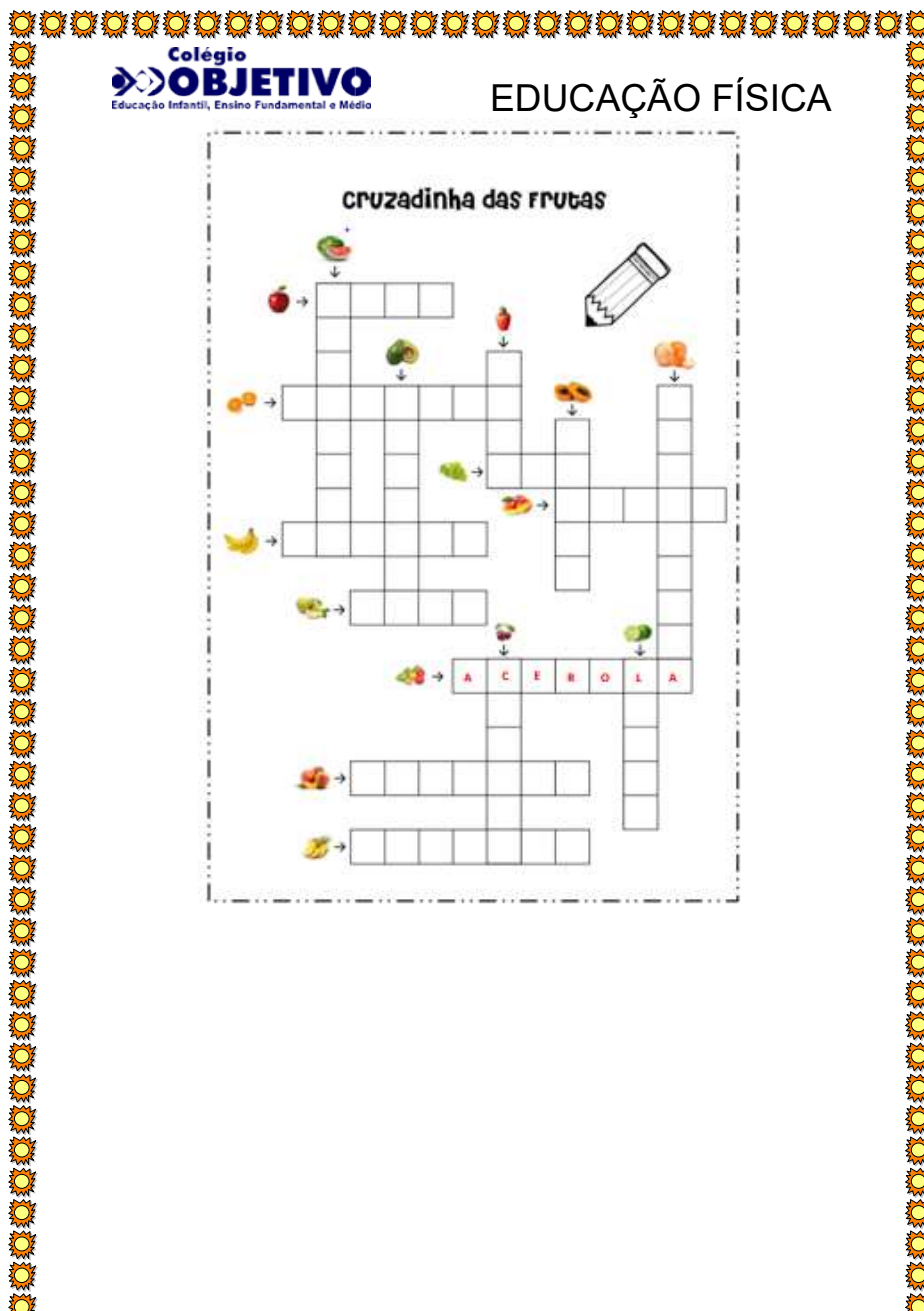 Colégio
OBJETIVO
Educação Infantil, Ensino Fundamental e Médio
EDUCAÇÃO FÍSICA
cruzadinha das frutas
A C E R O L A